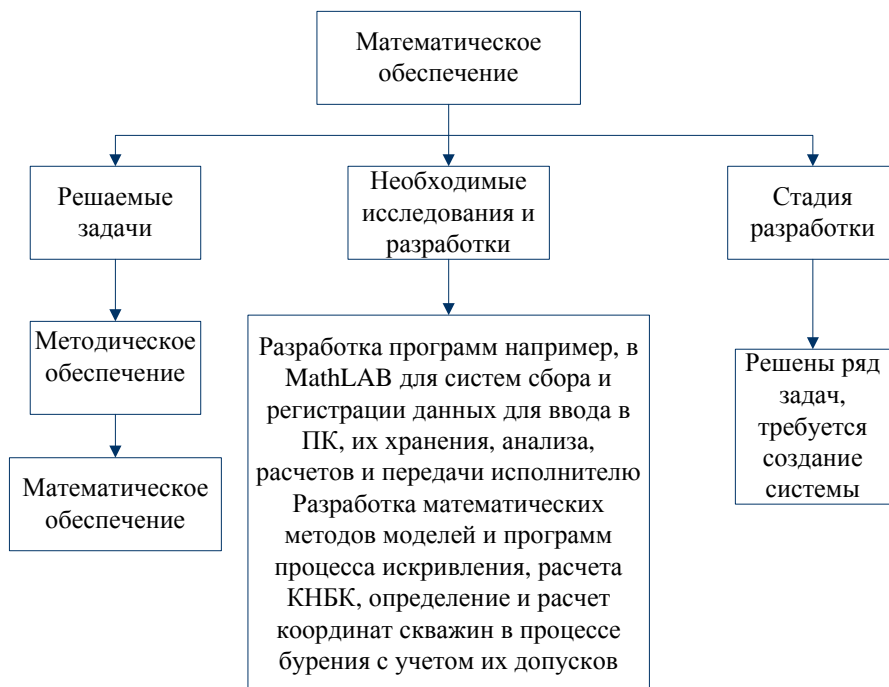 Математическое
обеспечение
Решаемые
задачи
Необходимые
исследования и
разработки
Стадия
разработки
Методическое
обеспечение
Математическое
обеспечение
Разработка программ например, в
MathLAB для систем сбора и
регистрации данных для ввода в
ПК, их хранения, анализа,
расчетов и передачи исполнителю
Разработка математических
методов моделей и программ
процесса искривления, расчета
КНБК, определение и расчет
координат скважин в процессе
бурения с учетом их допусков
Решены ряд
задач,
требуется
создание
системы